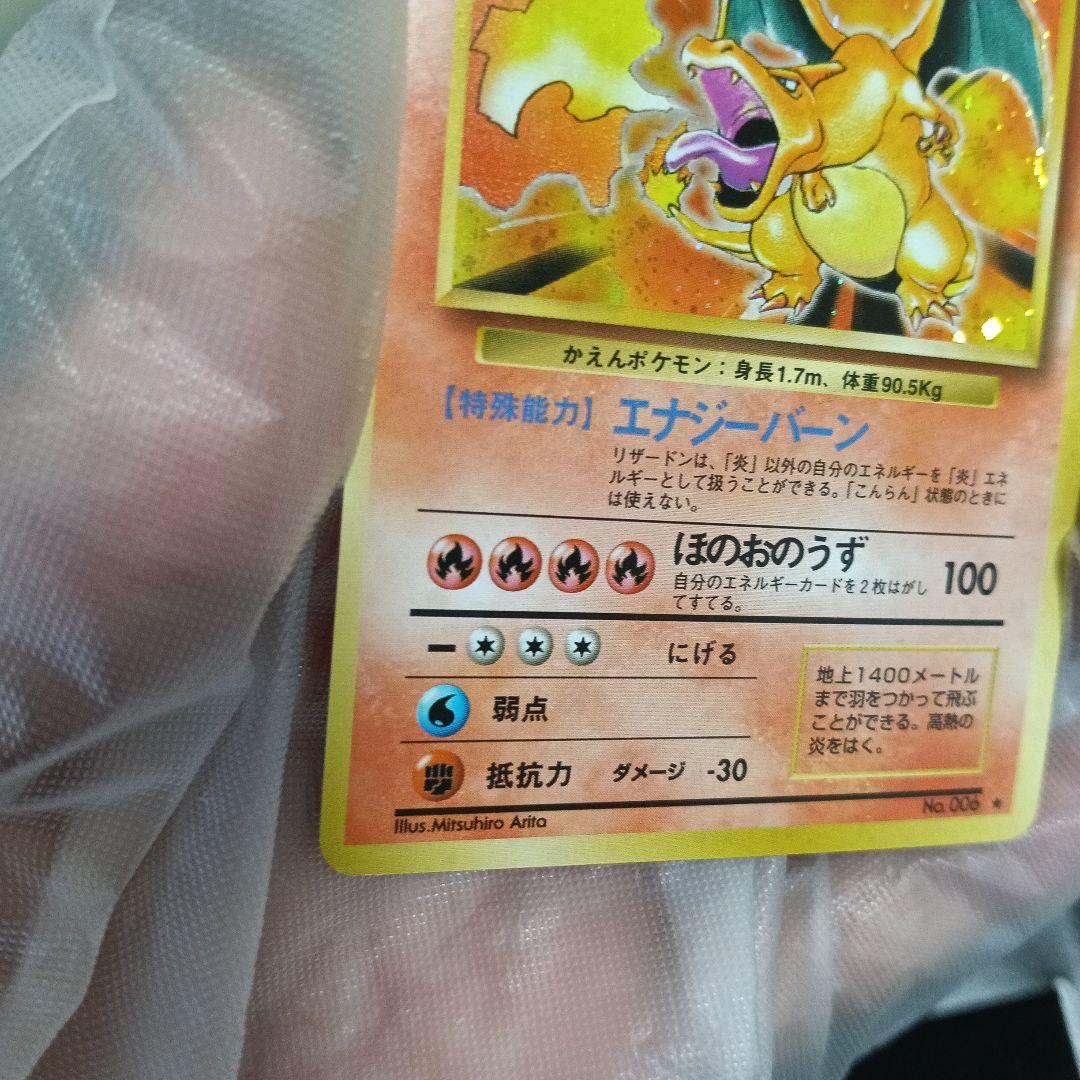 かえんポケモン：身長1.7m、体重90.5Kg
【特殊能力】 エナジーバーン
リザードンは、「炎」以外の自分のエネルギーを「炎」エネ
ルギーとして扱うことができる。「こんらん」状態のときに
は使えない。
ほのおのうず 100
自分のエネルギーカードを2枚はがし
てすてる。
にげる
弱点
抵抗力 ダメージ -30
地上1400メートル
まで羽をつかって飛ぶ
ことができる。高熱の
炎をはく。
Illus.Mitsuhiro Arita No.006 ★